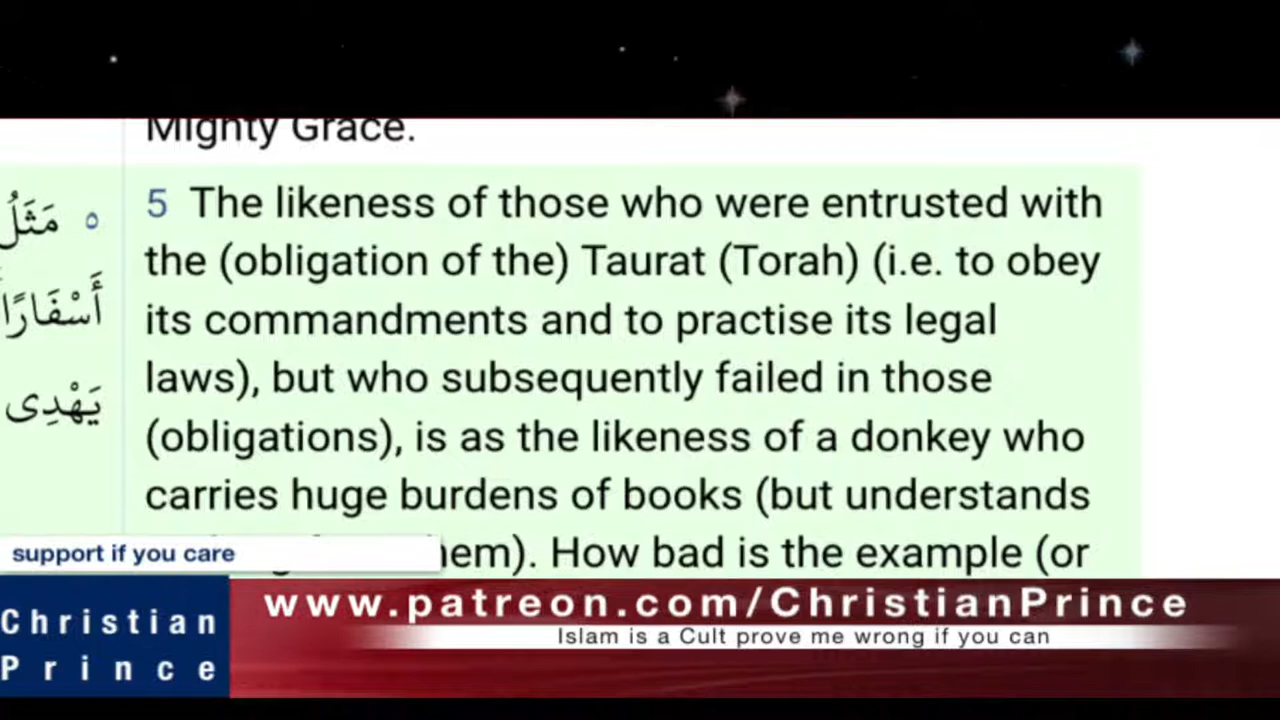 Mighty Grace.
5 The likeness of those who were entrusted with
the (obligation of the) Taurat (Torah) (i.e. to obey
its commandments and to practise its legal
laws), but who subsequently failed in those
(obligations), is as the likeness of a donkey who
carries huge burdens of books (but understands
them). How bad is the example (or
٥ مَثَلُ
أَسْفَارًا
يَهْدِى
support if you care
Christian
Prince
www.patreon.com/ChristianPrince
Islam is a Cult prove me wrong if you can